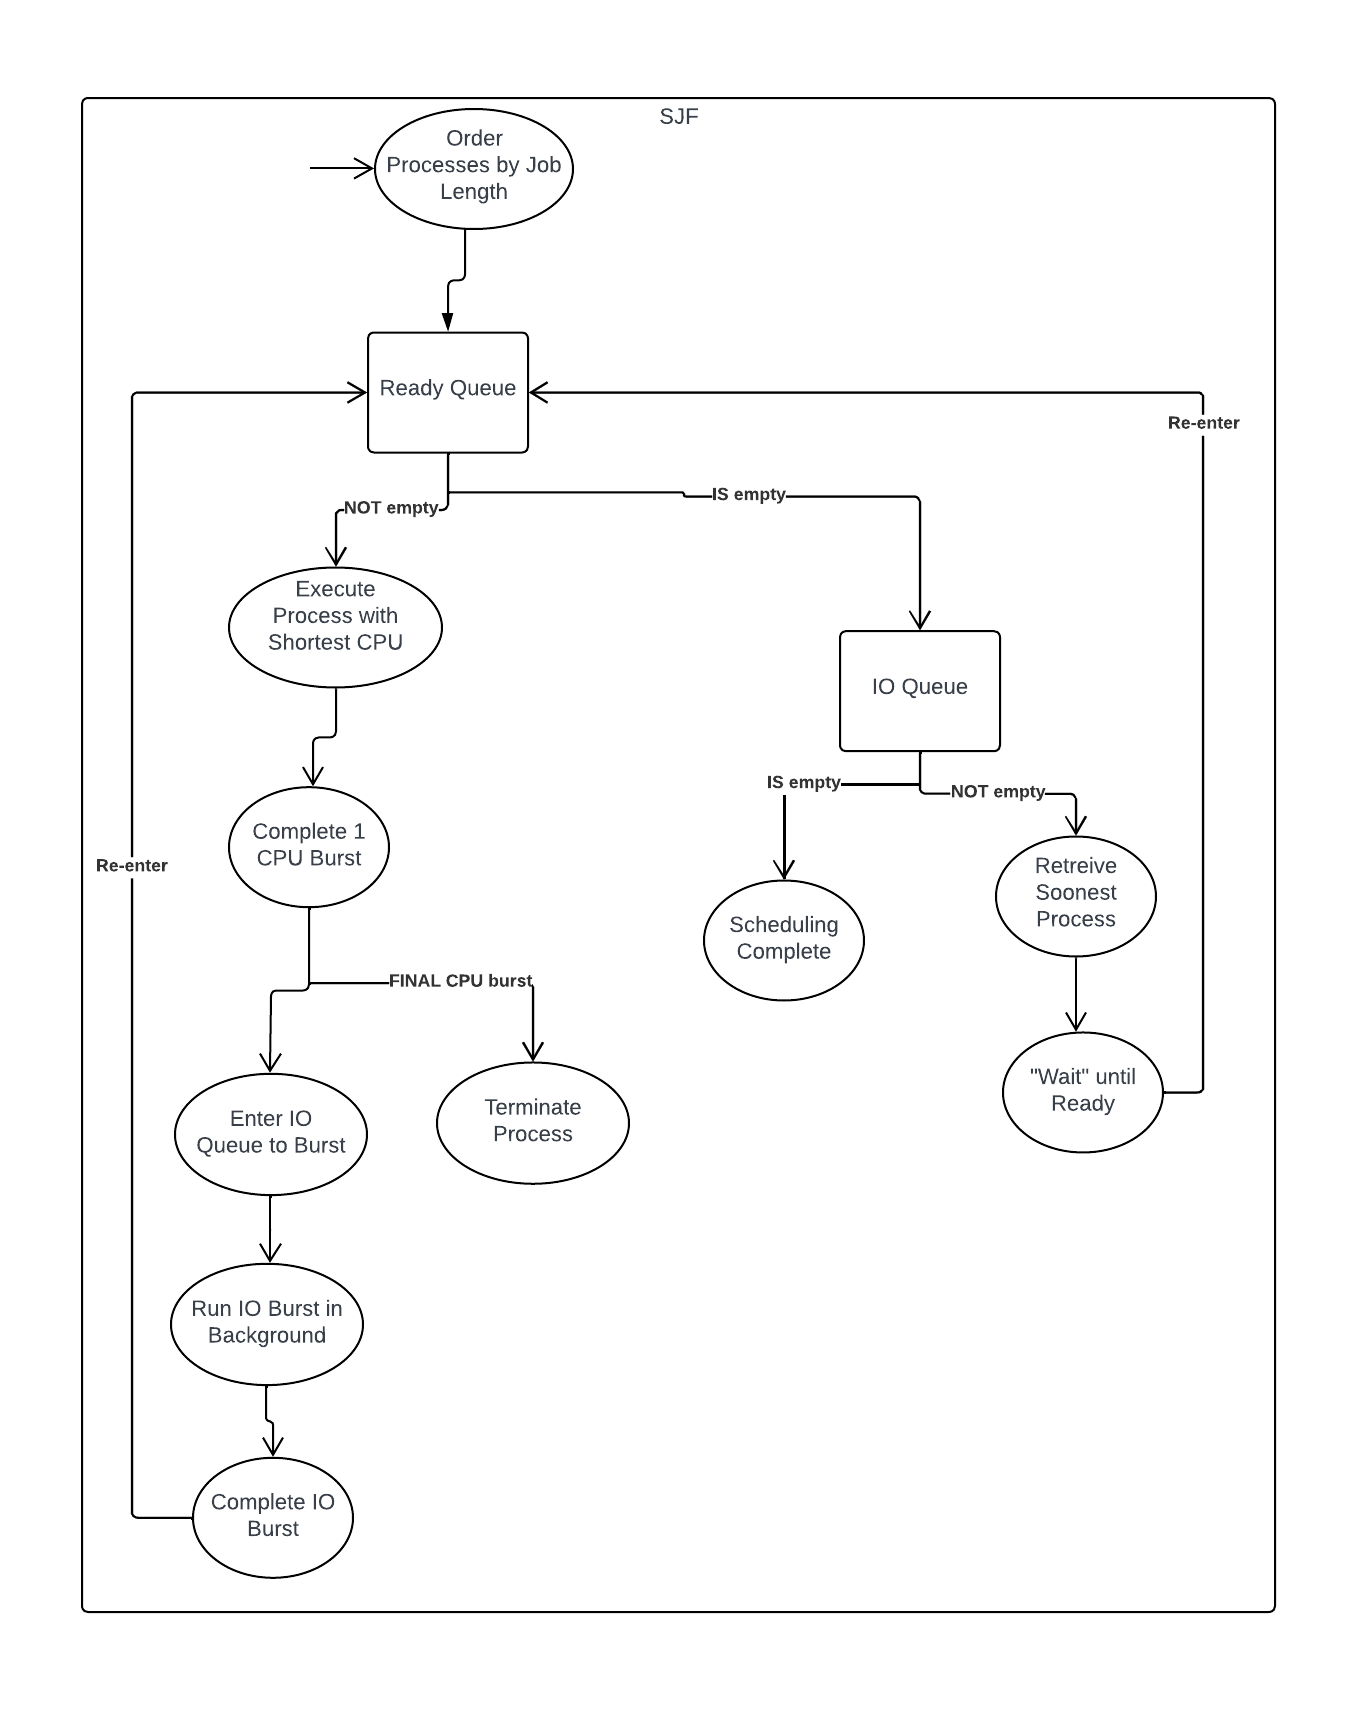 SJF
Order
Processes by Job
Length
Ready Queue
Re-enter
IS empty
NOT empty
Execute
Process with
Shortest CPU
IO Queue
IS empty
NOT empty
Complete 1
CPU Burst
Re-enter
Retreive
Soonest
Process
Scheduling
Complete
FINAL CPU burst
"Wait" until
Ready
Enter IO
Queue to Burst
Terminate
Process
Run IO Burst in
Background
Complete IO
Burst